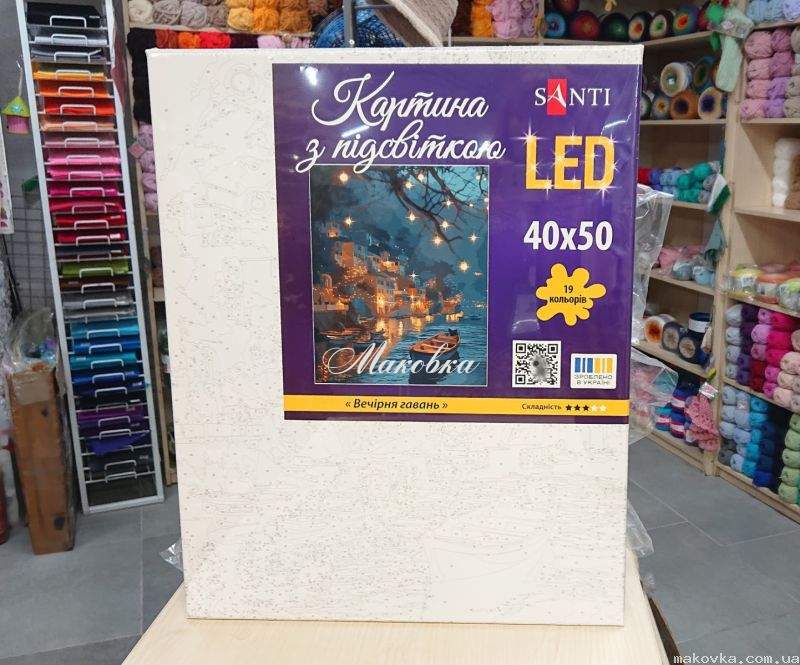 Картина
з підсвіткою
SANTI
LED
40x50
19
кольорів
Маковка
ЗРОБЛЕНО
В УКРАЇНІ
« Вечірня гавань »
Складність
makovka.com.ua